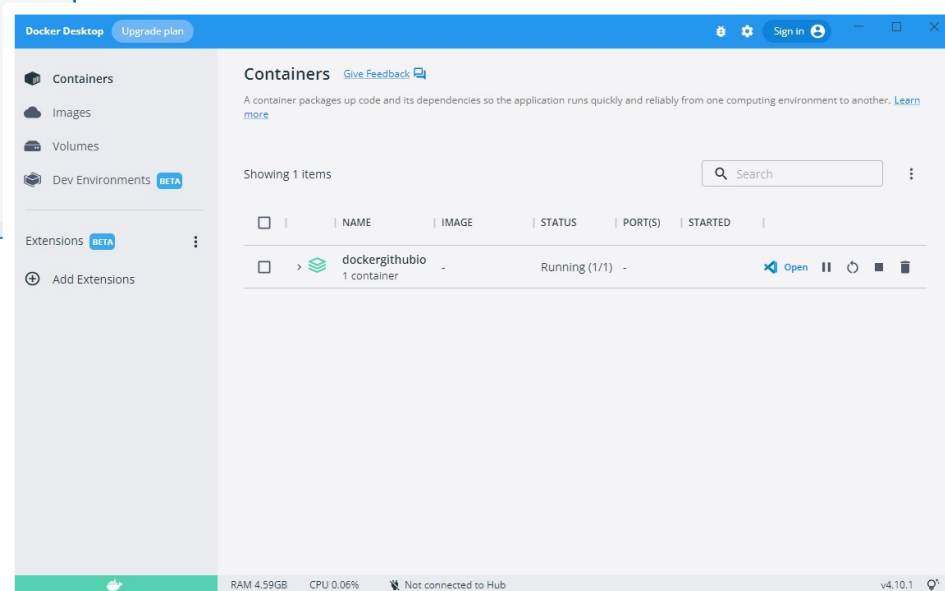 Docker Desktop Upgrade plan Sign in
Containers
Images
Volumes
Dev Environments BETA
Extensions BETA
Add Extensions
Containers Give Feedback
A container packages up code and its dependencies so the application runs quickly and reliably from one computing environment to another. Learn
more
Showing 1 items Search
NAME IMAGE STATUS PORT(S) STARTED
dockergithubio - Running (1/1) - Open
1 container
RAM 4.59GB CPU 0.06% Not connected to Hub v4.10.1